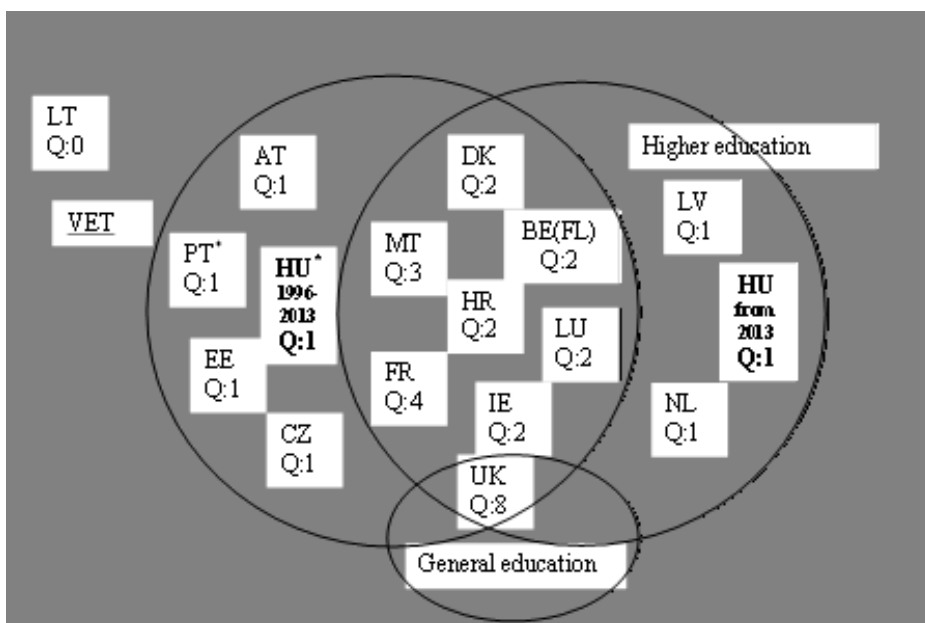 LT
Q:0
VET
AT
Q:1
PT*
Q:1
HU*
1996-
2013
Q:1
EE
Q:1
CZ
Q:1
DK
Q:2
MT
Q:3
BE(FL)
Q:2
HR
Q:2
LU
Q:2
FR
Q:4
IE
Q:2
UK
Q:8
General education
Higher education
LV
Q:1
HU
from
2013
Q:1
NL
Q:1